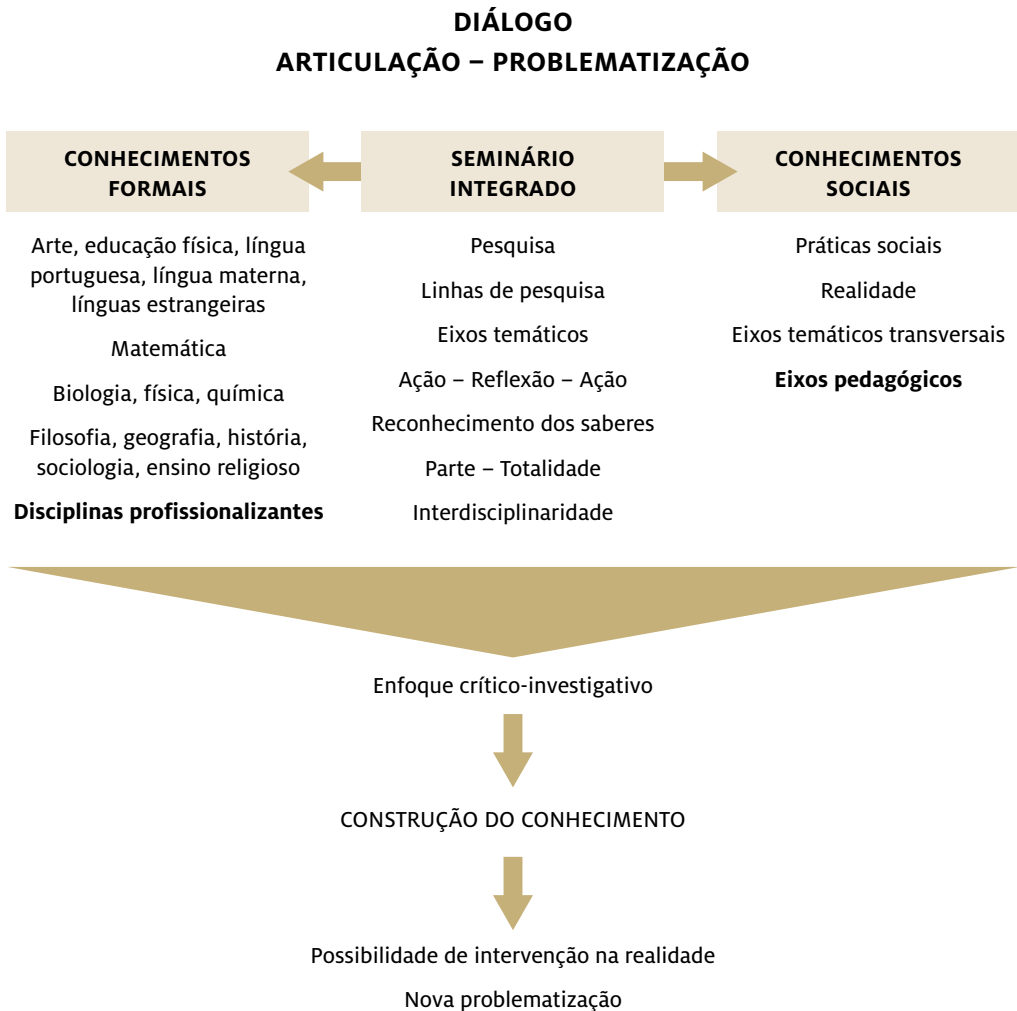 DIÁLOGO
ARTICULAÇÃO – PROBLEMATIZAÇÃO
CONHECIMENTOS
FORMAIS
Arte, educação física, língua
portuguesa, língua materna,
línguas estrangeiras
Matemática
Biologia, física, química
Filosofia, geografia, história,
sociologia, ensino religioso
Disciplinas profissionalizantes
SEMINÁRIO
INTEGRADO
Pesquisa
Linhas de pesquisa
Eixos temáticos
Ação – Reflexão – Ação
Reconhecimento dos saberes
Parte – Totalidade
Interdisciplinaridade
CONHECIMENTOS
SOCIAIS
Práticas sociais
Realidade
Eixos temáticos transversais
Eixos pedagógicos
Enfoque crítico-investigativo
CONSTRUÇÃO DO CONHECIMENTO
Possibilidade de intervenção na realidade
Nova problematização